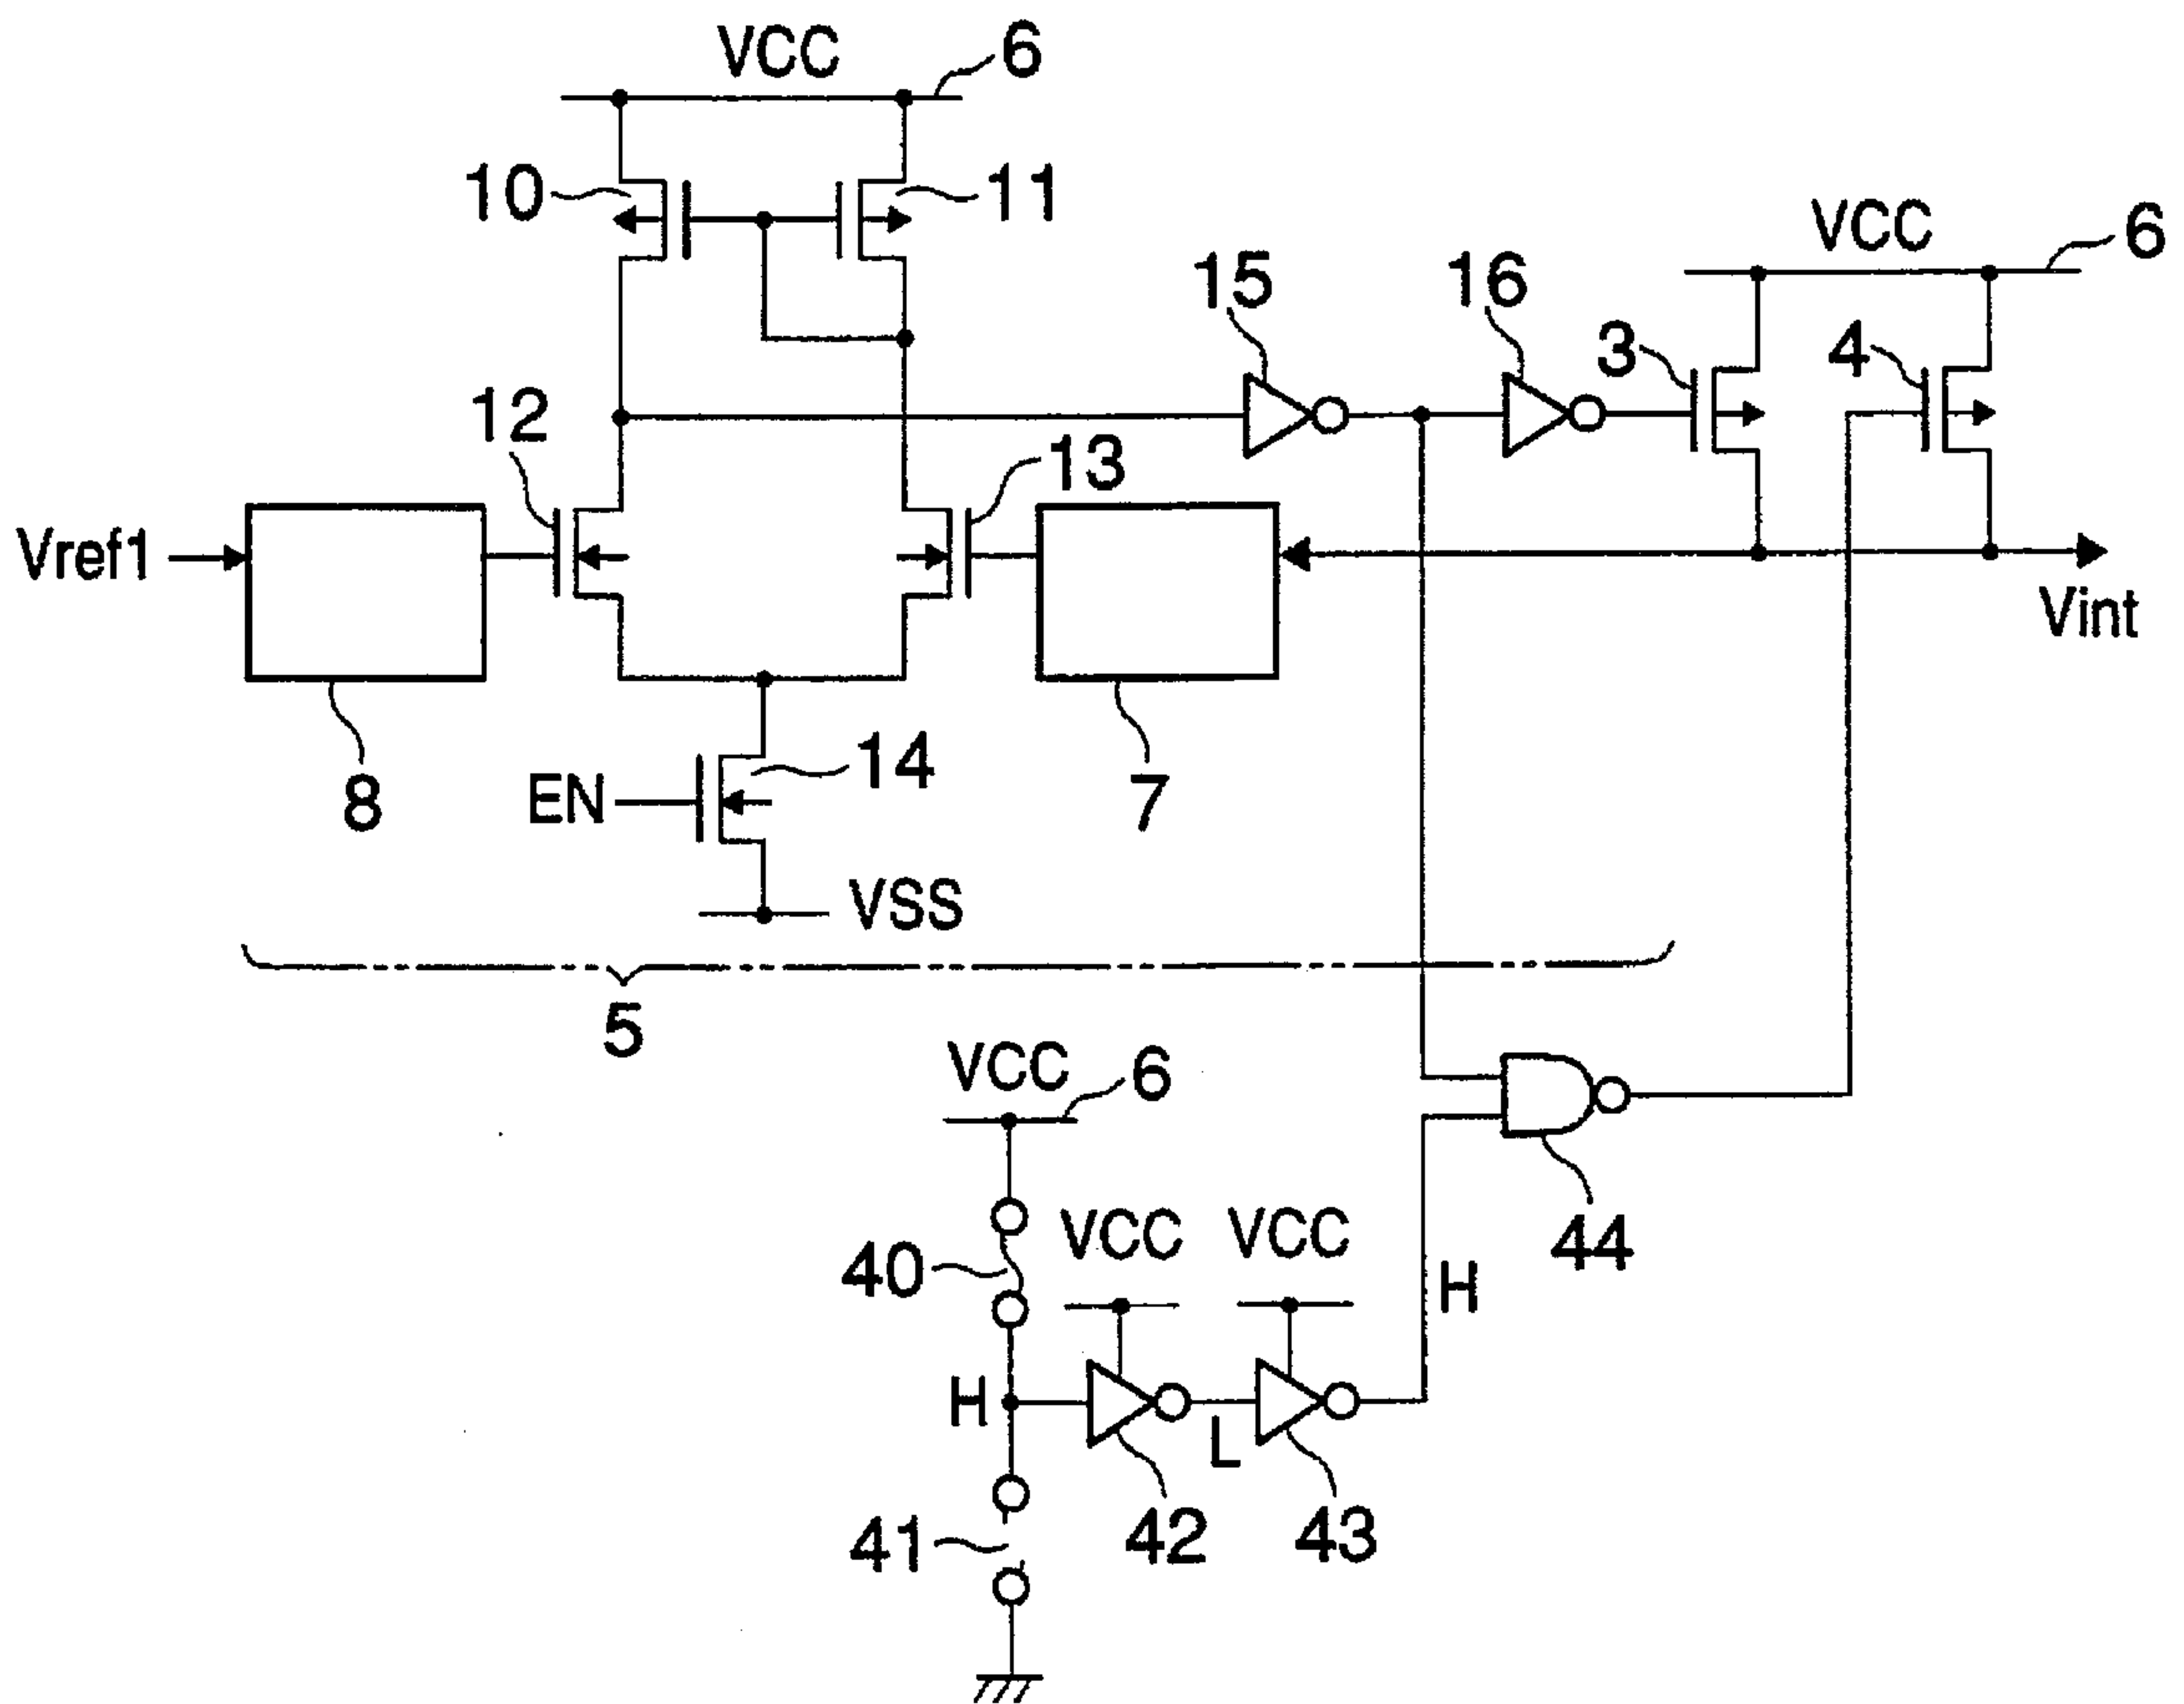 VCC 6
10 11
VCC 6
15 16
3 4
12 13
Vref1
Vint
14
EN
8 7
VSS
5
VCC 6
VCC VCC
40
44
H
H
L
41 42 43